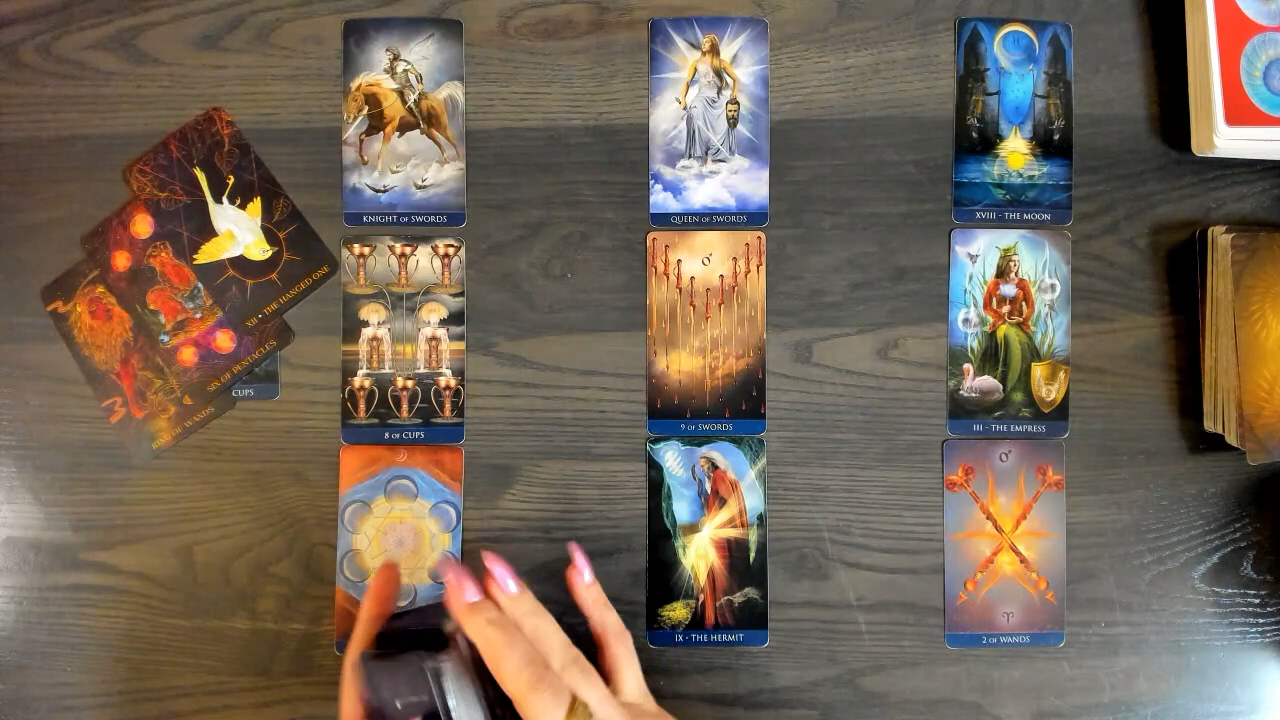 KNIGHT OF SWORDS
QUEEN OF SWORDS
XVIII - THE MOON
XII • THE HANGED ONE
SIX OF PENTACLES
CUPS
OF WANDS
8 OF CUPS
9 OF SWORDS
III - THE EMPRESS
IX - THE HERMIT
2 OF WANDS